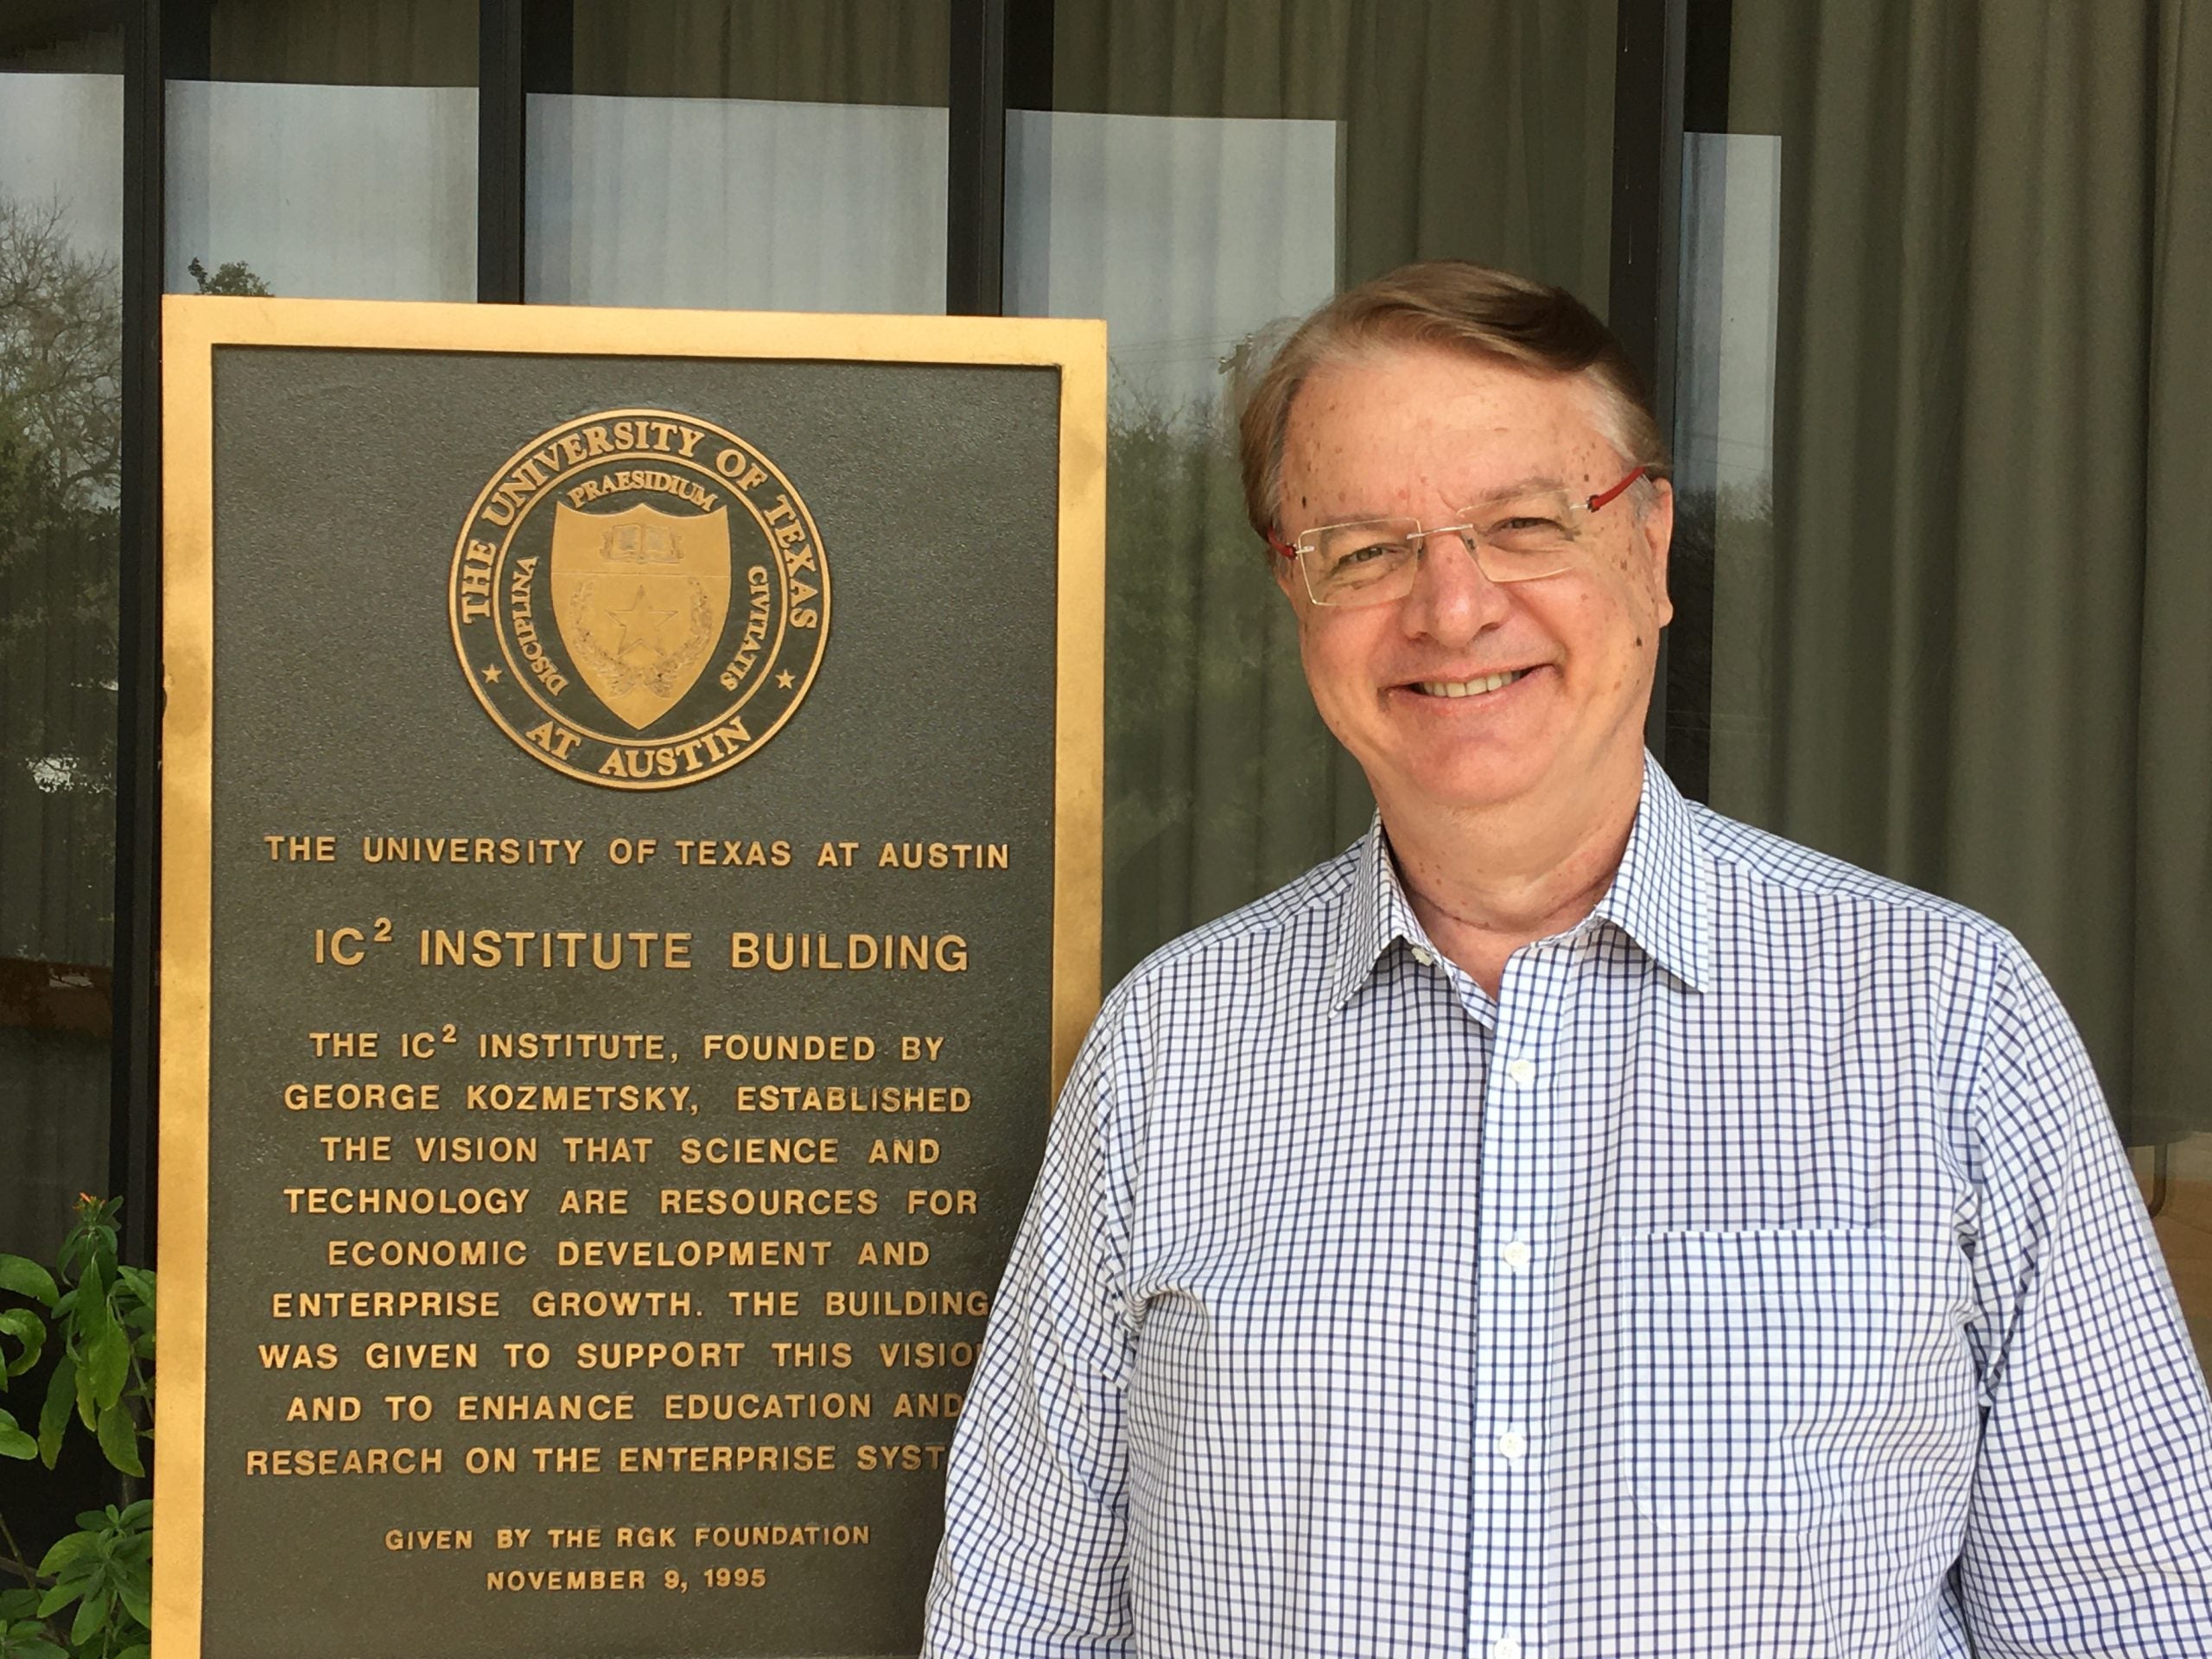 THE UNIVERSITY OF TEXAS
PRAESIDIUM
DISCIPLINA
CIVITATIS
AT AUSTIN
THE UNIVERSITY OF TEXAS AT AUSTIN
IC² INSTITUTE BUILDING
THE IC² INSTITUTE, FOUNDED BY
GEORGE KOZMETSKY, ESTABLISHED
THE VISION THAT SCIENCE AND
TECHNOLOGY ARE RESOURCES FOR
ECONOMIC DEVELOPMENT AND
ENTERPRISE GROWTH. THE BUILDING
WAS GIVEN TO SUPPORT THIS VISIO
AND TO ENHANCE EDUCATION AND
RESEARCH ON THE ENTERPRISE SYST
GIVEN BY THE RGK FOUNDATION
NOVEMBER 9, 1995